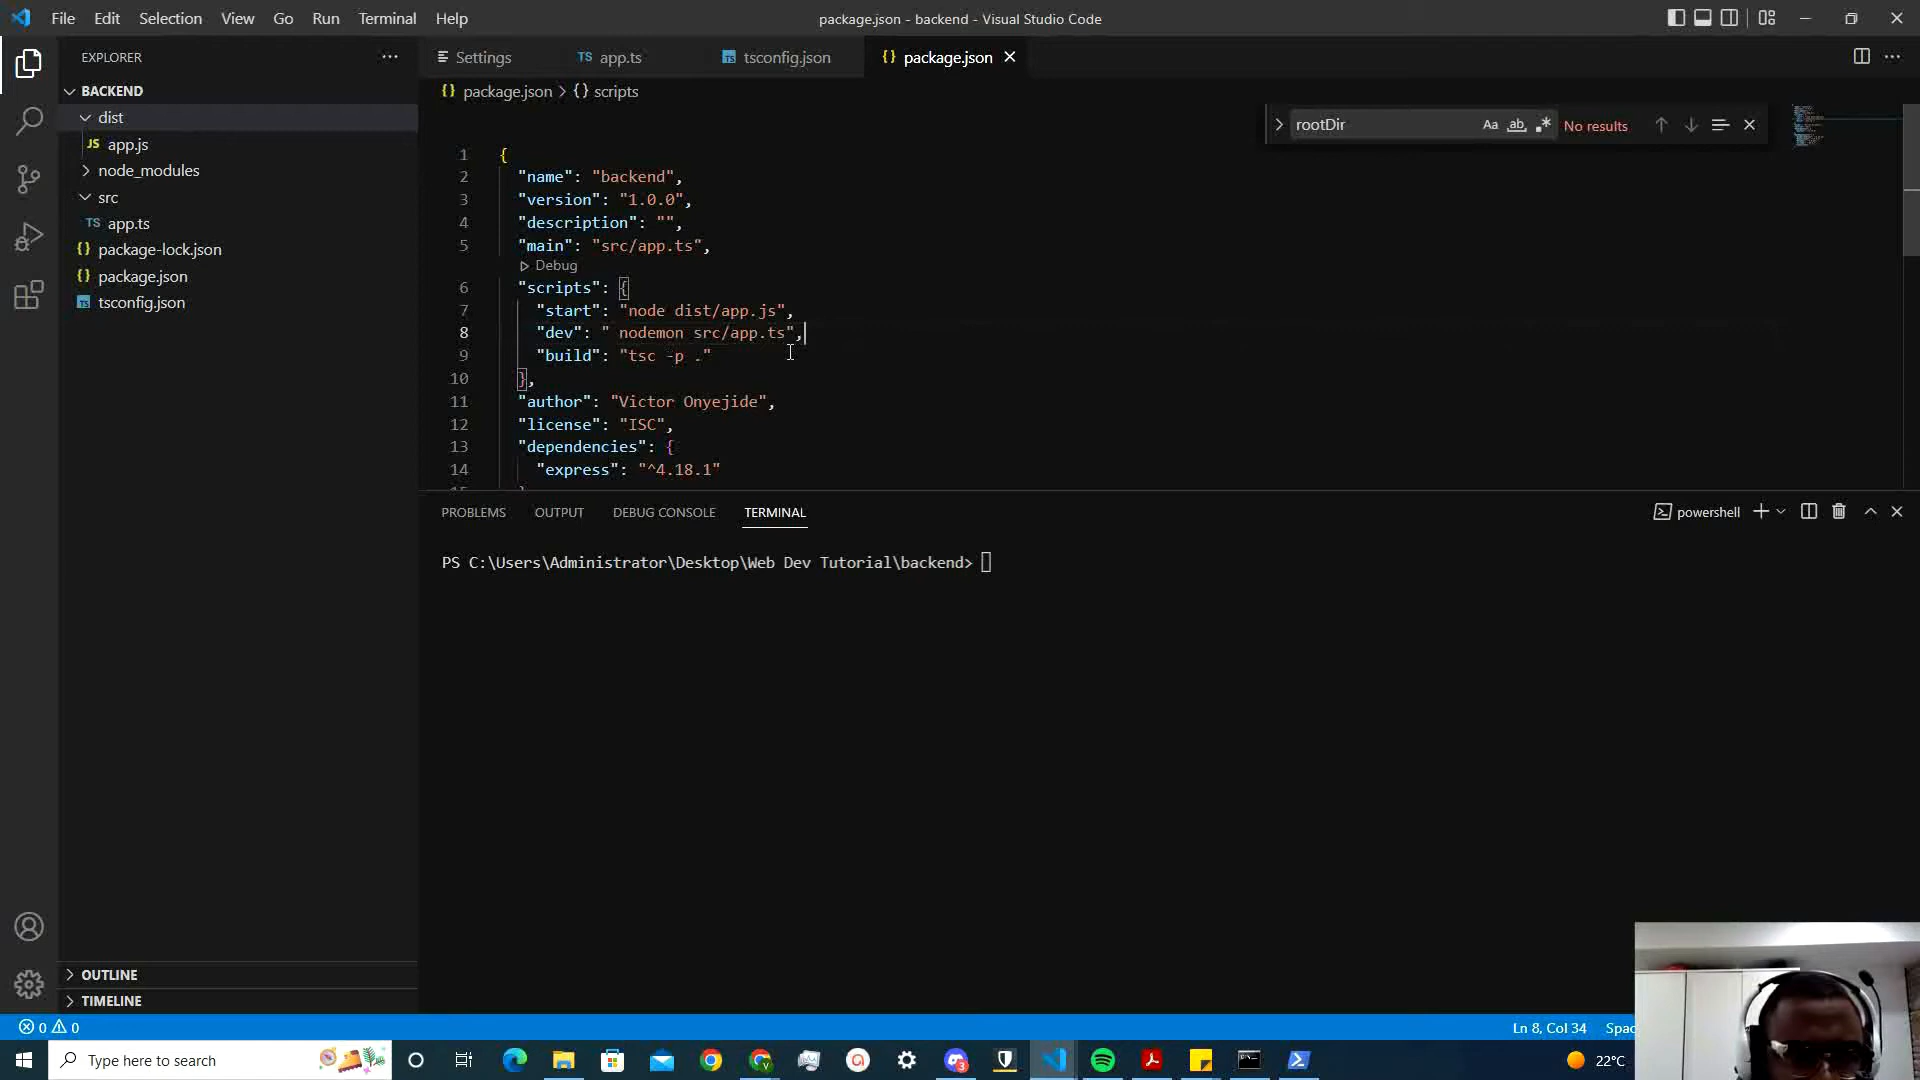 File Edit Selection View Go Run Terminal Help
package.json - backend - Visual Studio Code
EXPLORER
BACKEND
dist
JS app.js
node_modules
src
TS app.ts
{} package-lock.json
{} package.json
tsconfig.json
OUTLINE
TIMELINE
Settings
TS app.ts
tsconfig.json
{} package.json
{} package.json > {} scripts
rootDir
Aa ab .* No results
1 {
2 "name": "backend",
3 "version": "1.0.0",
4 "description": "",
5 "main": "src/app.ts",
Debug
6 "scripts": {
7 "start": "node dist/app.js",
8 "dev": " nodemon src/app.ts",
9 "build": "tsc -p ."
10 },
11 "author": "Victor Onyejide",
12 "license": "ISC",
13 "dependencies": {
14 "express": "^4.18.1"
PROBLEMS OUTPUT DEBUG CONSOLE TERMINAL
powershell
PS C:\Users\Administrator\Desktop\Web Dev Tutorial\backend>
0 0
Ln 8, Col 34
Type here to search
3
22°C